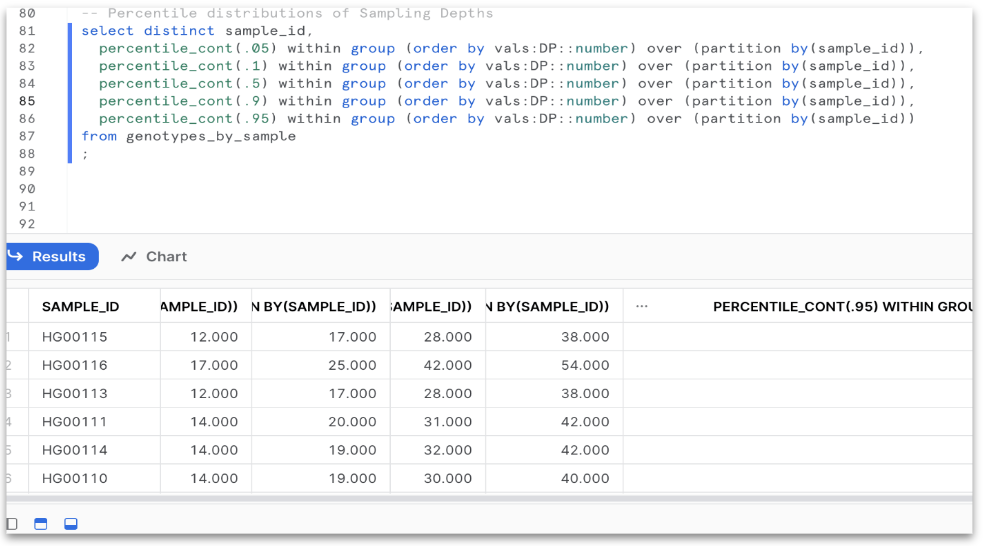 80 -- Percentile distributions of Sampling Depths
81 select distinct sample_id,
82 percentile_cont(.05) within group (order by vals:DP::number) over (partition by(sample_id)),
83 percentile_cont(.1) within group (order by vals:DP::number) over (partition by(sample_id)),
84 percentile_cont(.5) within group (order by vals:DP::number) over (partition by(sample_id)),
85 percentile_cont(.9) within group (order by vals:DP::number) over (partition by(sample_id)),
86 percentile_cont(.95) within group (order by vals:DP::number) over (partition by(sample_id))
87 from genotypes_by_sample
88 ;
89
90
91
92
Results Chart
SAMPLE_ID AMPLE_ID)) N BY(SAMPLE_ID)) SAMPLE_ID)) N BY(SAMPLE_ID)) ... PERCENTILE_CONT(.95) WITHIN GROU
1 HG00115 12.000 17.000 28.000 38.000
2 HG00116 17.000 25.000 42.000 54.000
3 HG00113 12.000 17.000 28.000 38.000
4 HG00111 14.000 20.000 31.000 42.000
5 HG00114 14.000 19.000 32.000 42.000
6 HG00110 14.000 19.000 30.000 40.000